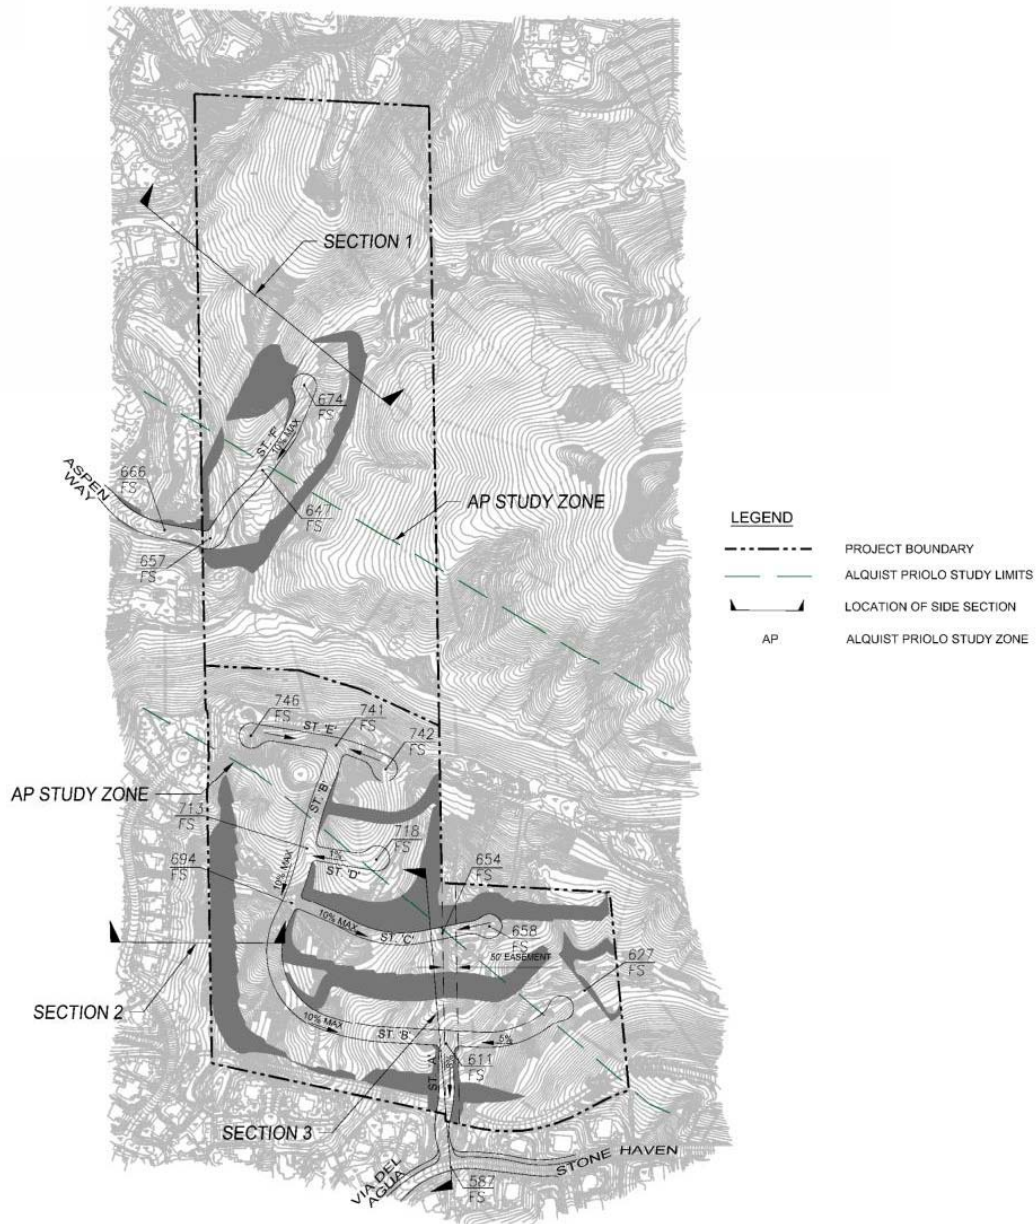 SECTION 1
674
FS
ST. 'F'
10% MAX
ASPEN
WAY
666
FS
647
FS
657
FS
AP STUDY ZONE
LEGEND
PROJECT BOUNDARY
ALQUIST PRIOLO STUDY LIMITS
LOCATION OF SIDE SECTION
AP ALQUIST PRIOLO STUDY ZONE
746
FS
ST. 'E'
741
FS
742
FS
AP STUDY ZONE
ST. 'B'
713
FS
718
FS
1%
ST. 'D'
694
FS
10% MAX
654
FS
10% MAX
ST. 'C'
658
FS
50' EASEMENT
627
FS
SECTION 2
10% MAX
ST. 'B'
5%
ST. 'A'
611
FS
SECTION 3
STONE HAVEN
VIA DEL
AGUA
587
FS